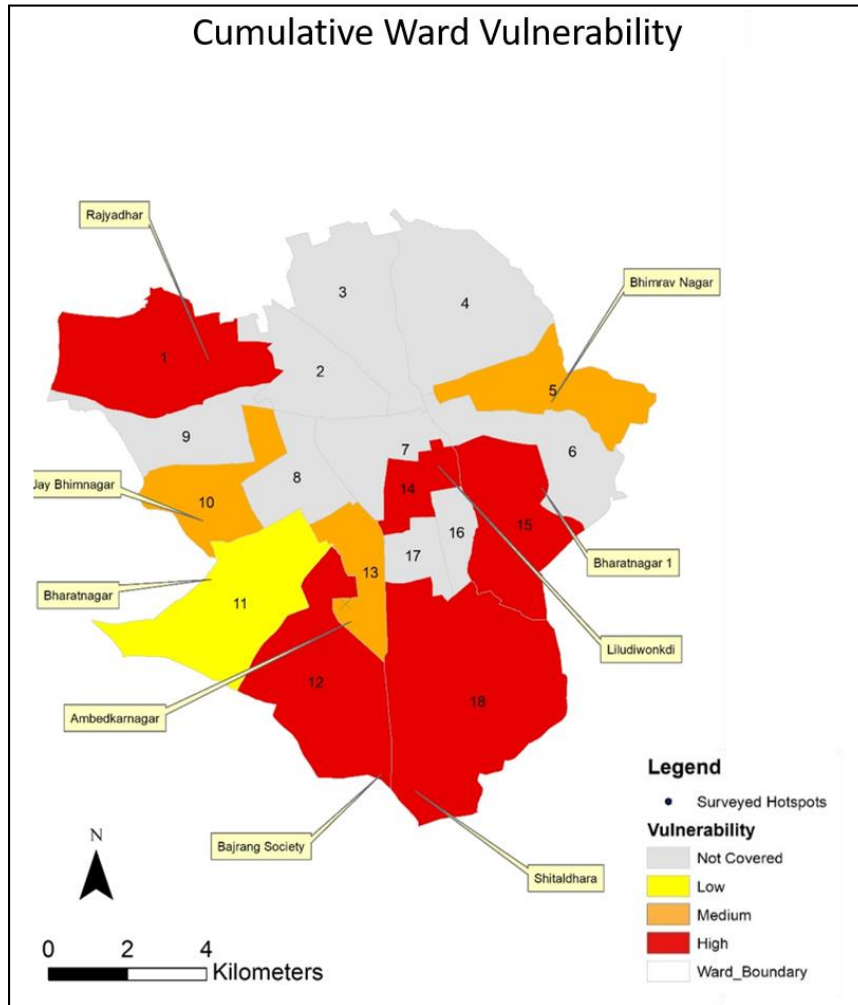 Cumulative Ward Vulnerability
Rajyadhar
3
4
Bhimrav Nagar
1
2
5
9
7
6
8
Jay Bhimnagar
10
14
16
15
17
Bharatnagar 1
13
Bharatnagar
11
Liludiwonkdi
12
18
Ambedkarnagar
Legend
Surveyed Hotspots
Vulnerability
Bajrang Society
Not Covered
N
Shitaldhara
Low
Medium
High
0 2 4
Kilometers
Ward_Boundary